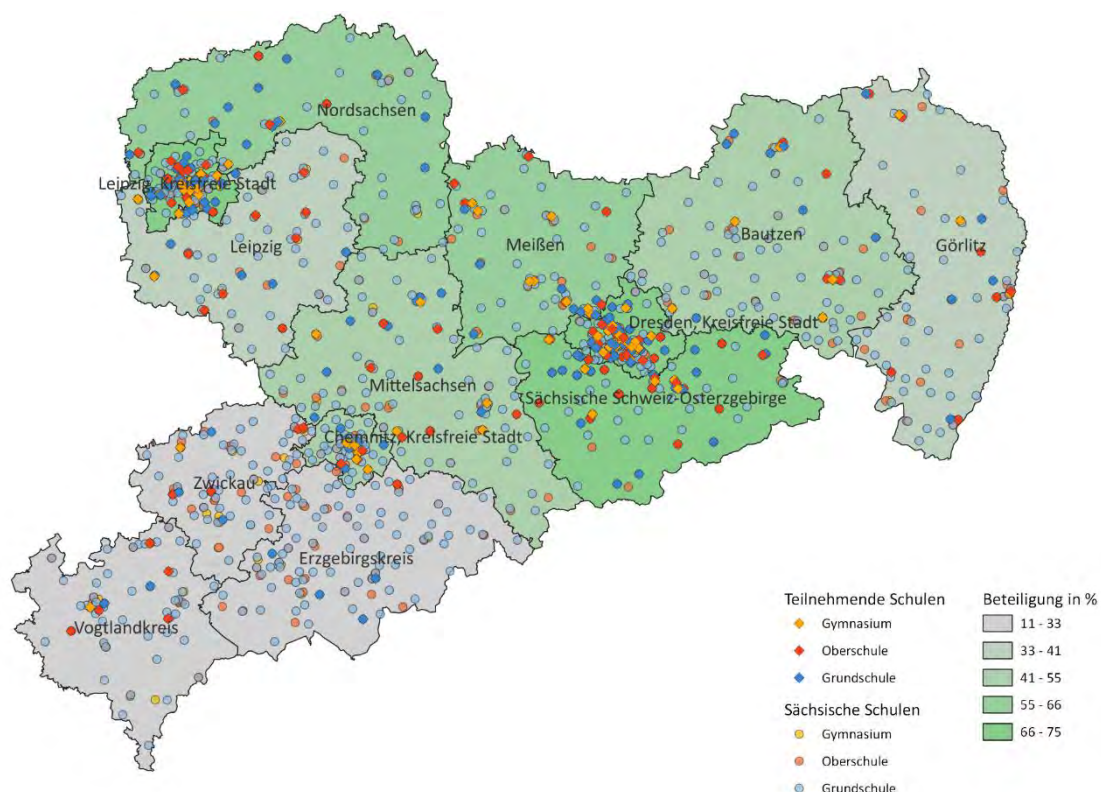 Nordsachsen
Leipzig, Kreisfreie Stadt
Leipzig
Meißen
Bautzen
Görlitz
Dresden, Kreisfreie Stadt
Mittelsachsen
Sächsische Schweiz-Osterzgebirge
Chemnitz, Kreisfreie Stadt
Zwickau
Erzgebirgskreis
Vogtlandkreis
Teilnehmende Schulen
Gymnasium
Oberschule
Grundschule
Sächsische Schulen
Gymnasium
Oberschule
Grundschule
Beteiligung in %
11 - 33
33 - 41
41 - 55
55 - 66
66 - 75